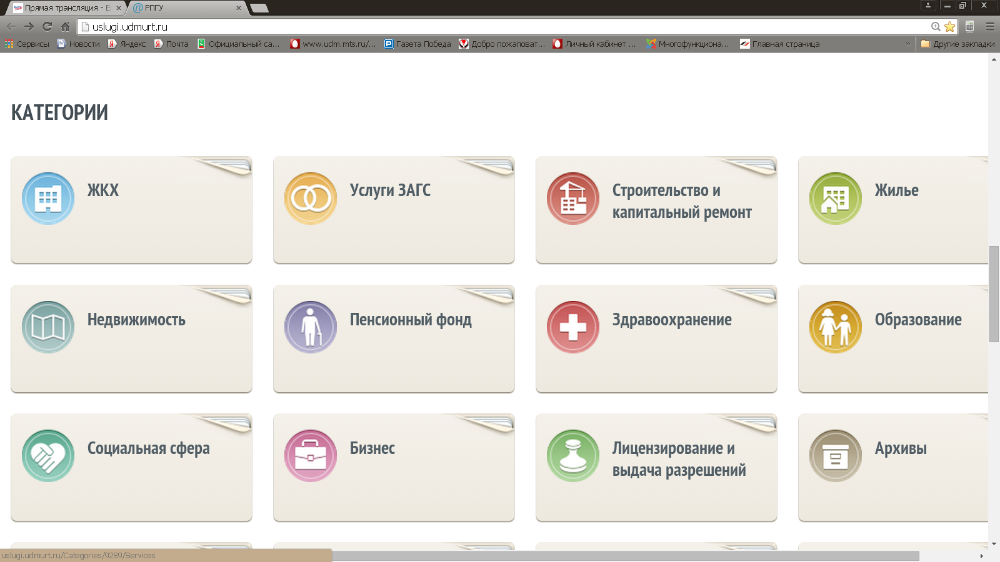 Прямая трансляция - Е
РПГУ
uslugi.udmurt.ru
Сервисы
Новости
Яндекс
Почта
Официальный са...
www.udm.mts.ru/...
Газета Победа
Добро пожаловат...
Личный кабинет ...
Многофункциона...
Главная страница
»
Другие закладки
КАТЕГОРИИ
ЖКХ
Услуги ЗАГС
Строительство и
капитальный ремонт
Жилье
Недвижимость
Пенсионный фонд
Здравоохранение
Образование
Социальная сфера
Бизнес
Лицензирование и
выдача разрешений
Архивы
uslugi.udmurt.ru/Categories/9289/Services